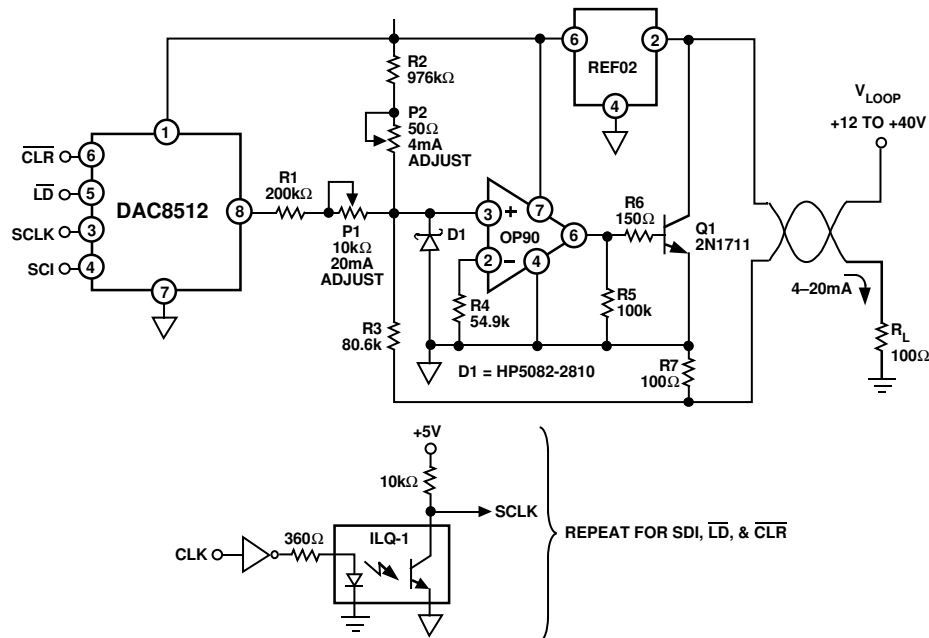 R2
976kΩ
P2
50Ω
4mA
ADJUST
6
2
REF02
4
V LOOP
+12 TO +40V
1
CLR
6
LD
5
SCLK
3
SCI
4
DAC8512
8
7
R1
200kΩ
P1
10kΩ
20mA
ADJUST
D1
3
+
7
OP90
6
2
–
4
R6
150Ω
Q1
2N1711
R4
54.9k
R5
100k
R3
80.6k
D1 = HP5082-2810
R7
100Ω
4–20mA
R L
100Ω
+5V
10kΩ
SCLK
CLK
360Ω
ILQ-1
REPEAT FOR SDI, LD, & CLR